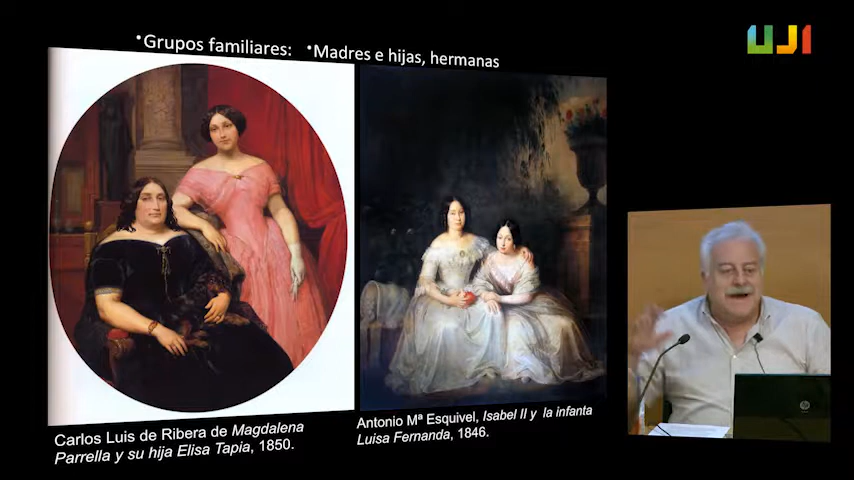 •Grupos familiares: •Madres e hijas, hermanas
UJI
Carlos Luis de Ribera de Magdalena
Parrella y su hija Elisa Tapia, 1850.
Antonio Mª Esquivel, Isabel II y la infanta
Luisa Fernanda, 1846.
hp